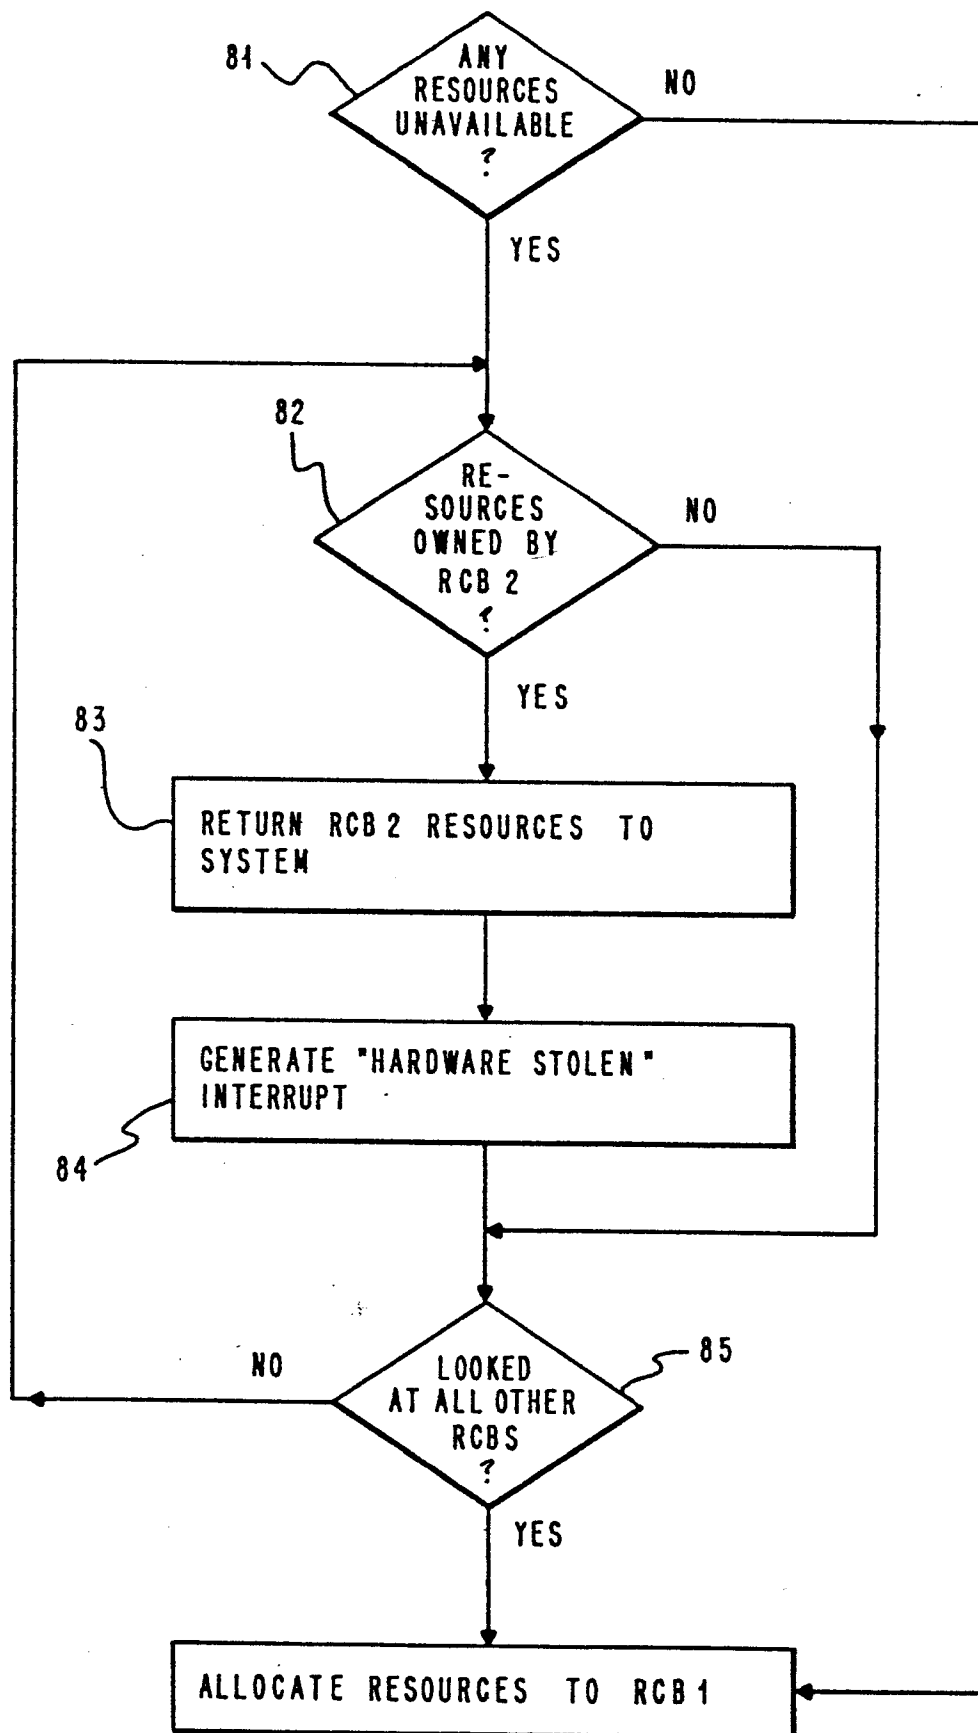 81
ANY
RESOURCES
UNAVAILABLE
?
NO
YES
82
RE-
SOURCES
OWNED BY
RCB 2
?
NO
YES
83
RETURN RCB 2 RESOURCES TO
SYSTEM
GENERATE "HARDWARE STOLEN"
INTERRUPT
84
NO
LOOKED
AT ALL OTHER
RCBS
?
85
YES
ALLOCATE RESOURCES TO RCB 1